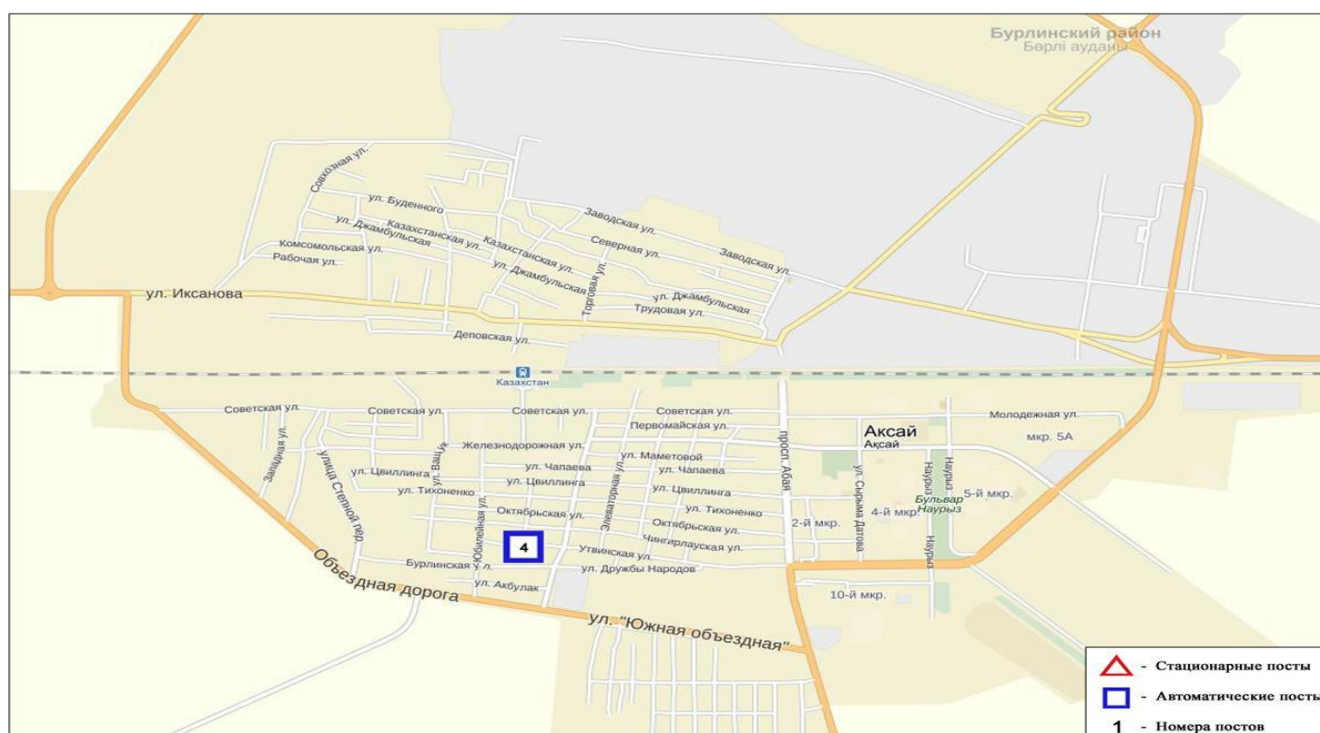 Бурлинский район
Бөрлі ауданы
Совхозная ул.
ул. Буденного
ул. Джамбульская
Казахстанская ул.
Заводская ул.
Комсомольская ул.
Рабочая ул.
Казахстанская ул.
Северная ул.
Заводская ул.
ул. Джамбульская
Торговая ул.
ул. Иксанова
ул. Джамбульская
Трудовая ул.
Деповская ул.
Казахстан
Советская ул.
Советская ул.
Советская ул.
Советская ул.
Молодежная ул.
Первомайская ул.
Аксай
Ақсай
мкр. 5А
Западная ул.
улица Степной пер.
ул. Ващук
Железнодорожная ул.
ул. Маметовой
просп. Абая
ул. Цвиллинга
ул. Чапаева
ул. Чапаева
ул. Цвиллинга
ул. Цвиллинга
ул. Тихоненко
Элеваторная ул.
ул. Тихоненко
ул. Сырыма Датова
Наурыз
Наурыз
5-й мкр.
Бульвар
Наурыз
4-й мкр.
2-й мкр.
Юбилейная ул.
Октябрьская ул.
Октябрьская ул.
4
Чингирлауская ул.
Утвинская ул.
Наурыз
Бурлинская ул.
ул. Дружбы Народов
ул. Акбулак
Объездная дорога
10-й мкр.
ул. "Южная объездная"
- Стационарные посты
- Автоматические посты
1 - Номера постов